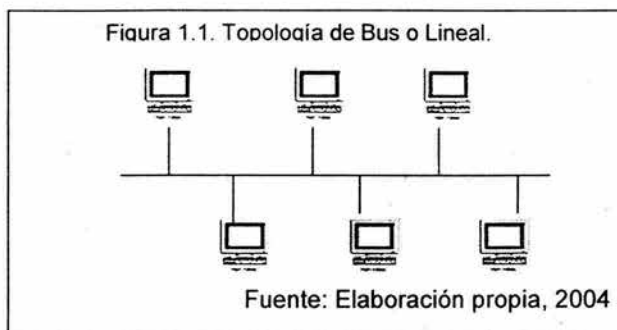 Figura 1.1. Topología de Bus o Lineal.
Fuente: Elaboración propia, 2004